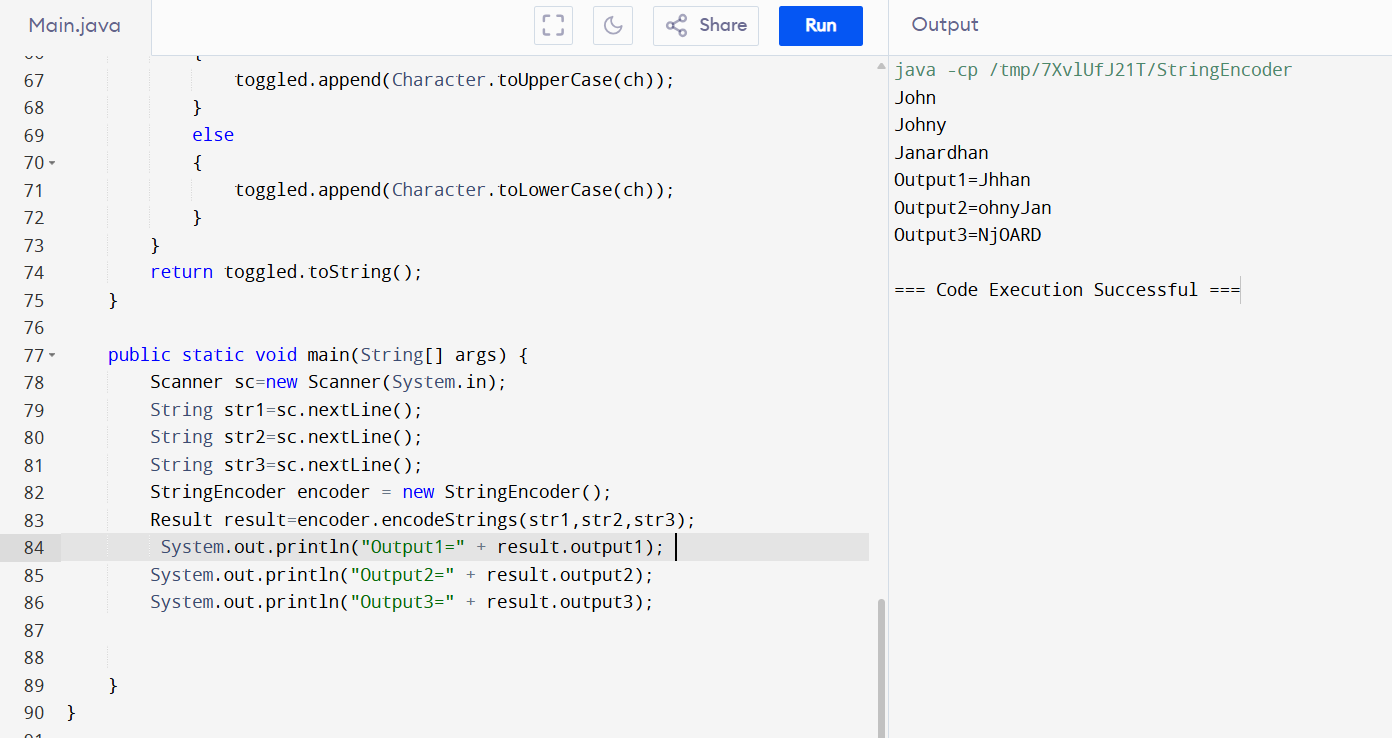 Main.java
Share
Run
Output
66 {
67 toggled.append(Character.toUpperCase(ch));
68 }
69 else
70 {
71 toggled.append(Character.toLowerCase(ch));
72 }
73 }
74 return toggled.toString();
75 }
76
77 public static void main(String[] args) {
78 Scanner sc=new Scanner(System.in);
79 String str1=sc.nextLine();
80 String str2=sc.nextLine();
81 String str3=sc.nextLine();
82 StringEncoder encoder = new StringEncoder();
83 Result result=encoder.encodeStrings(str1,str2,str3);
84 System.out.println("Output1=" + result.output1);
85 System.out.println("Output2=" + result.output2);
86 System.out.println("Output3=" + result.output3);
87
88
89 }
90 }
91
java -cp /tmp/7XvlUfJ21T/StringEncoder
John
Johny
Janardhan
Output1=Jhhan
Output2=ohnyJan
Output3=NjOARD
=== Code Execution Successful ===